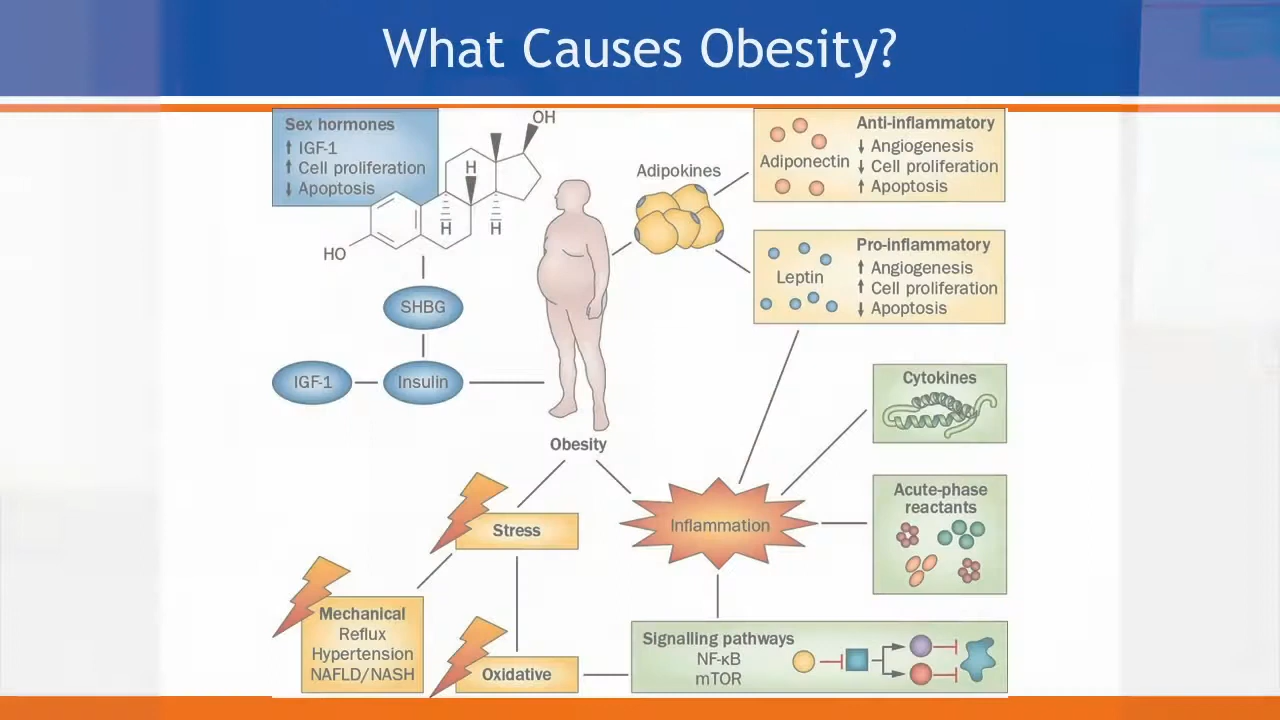 What Causes Obesity?
Sex hormones
↑ IGF-1
↑ Cell proliferation
↓ Apoptosis
OH
H
H
H
HO
SHBG
IGF-1
Insulin
Obesity
Adipokines
Adiponectin
Anti-inflammatory
↓ Angiogenesis
↓ Cell proliferation
↑ Apoptosis
Leptin
Pro-inflammatory
↑ Angiogenesis
↑ Cell proliferation
↓ Apoptosis
Cytokines
Acute-phase
reactants
Inflammation
Stress
Mechanical
Reflux
Hypertension
NAFLD/NASH
Oxidative
Signalling pathways
NF-κB
mTOR